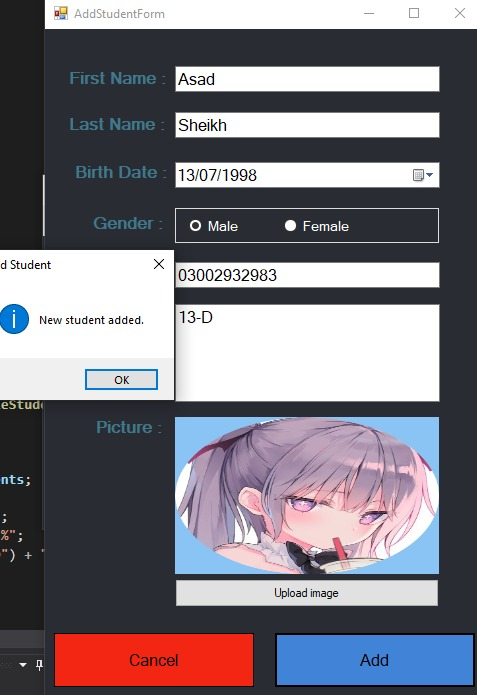 AddStudentForm
First Name :
Asad
Last Name :
Sheikh
Birth Date :
13/07/1998
Gender :
Male
Female
d Student
03002932983
New student added.
13-D
OK
eStude
Picture :
nts;
;
%";
") + "
Upload image
Cancel
Add